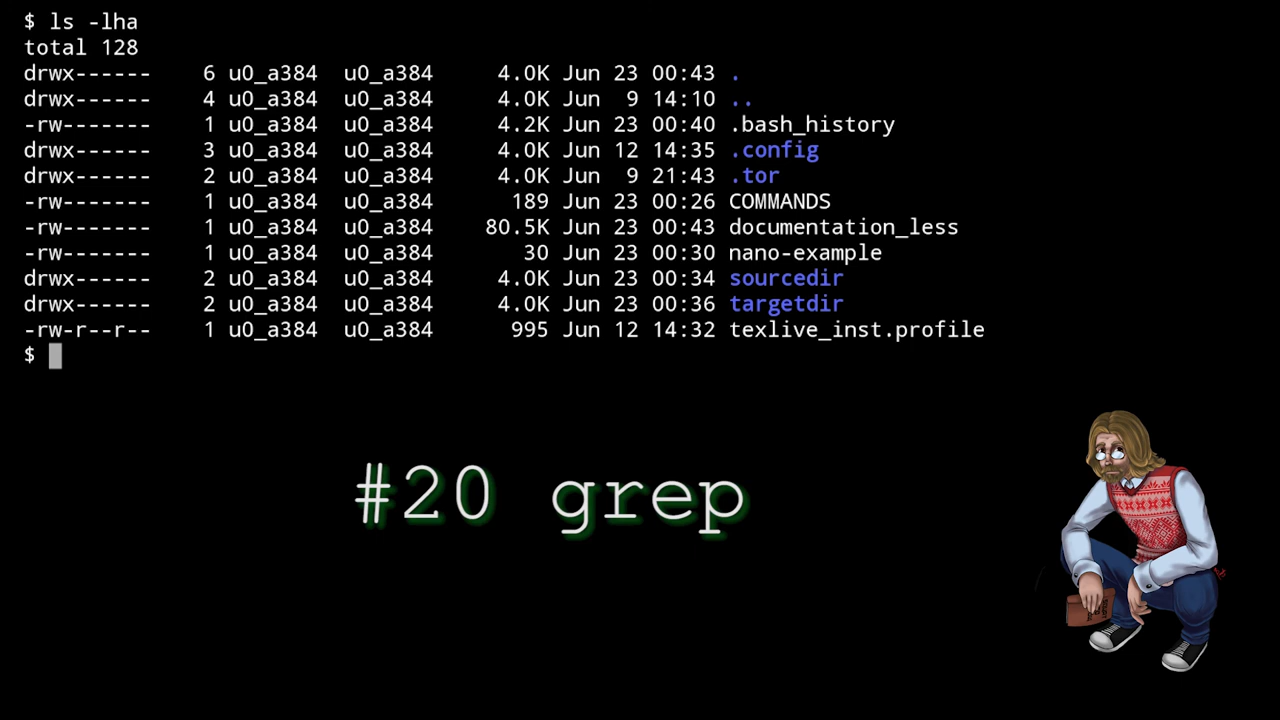 $ ls -lha
total 128
drwx------    6 u0_a384  u0_a384     4.0K Jun 23 00:43 .
drwx------    4 u0_a384  u0_a384     4.0K Jun  9 14:10 ..
-rw-------    1 u0_a384  u0_a384     4.2K Jun 23 00:40 .bash_history
drwx------    3 u0_a384  u0_a384     4.0K Jun 12 14:35 .config
drwx------    2 u0_a384  u0_a384     4.0K Jun  9 21:43 .tor
-rw-------    1 u0_a384  u0_a384      189 Jun 23 00:26 COMMANDS
-rw-------    1 u0_a384  u0_a384    80.5K Jun 23 00:43 documentation_less
-rw-------    1 u0_a384  u0_a384       30 Jun 23 00:30 nano-example
drwx------    2 u0_a384  u0_a384     4.0K Jun 23 00:34 sourcedir
drwx------    2 u0_a384  u0_a384     4.0K Jun 23 00:36 targetdir
-rw-r--r--    1 u0_a384  u0_a384      995 Jun 12 14:32 texlive_inst.profile
$
#20 grep